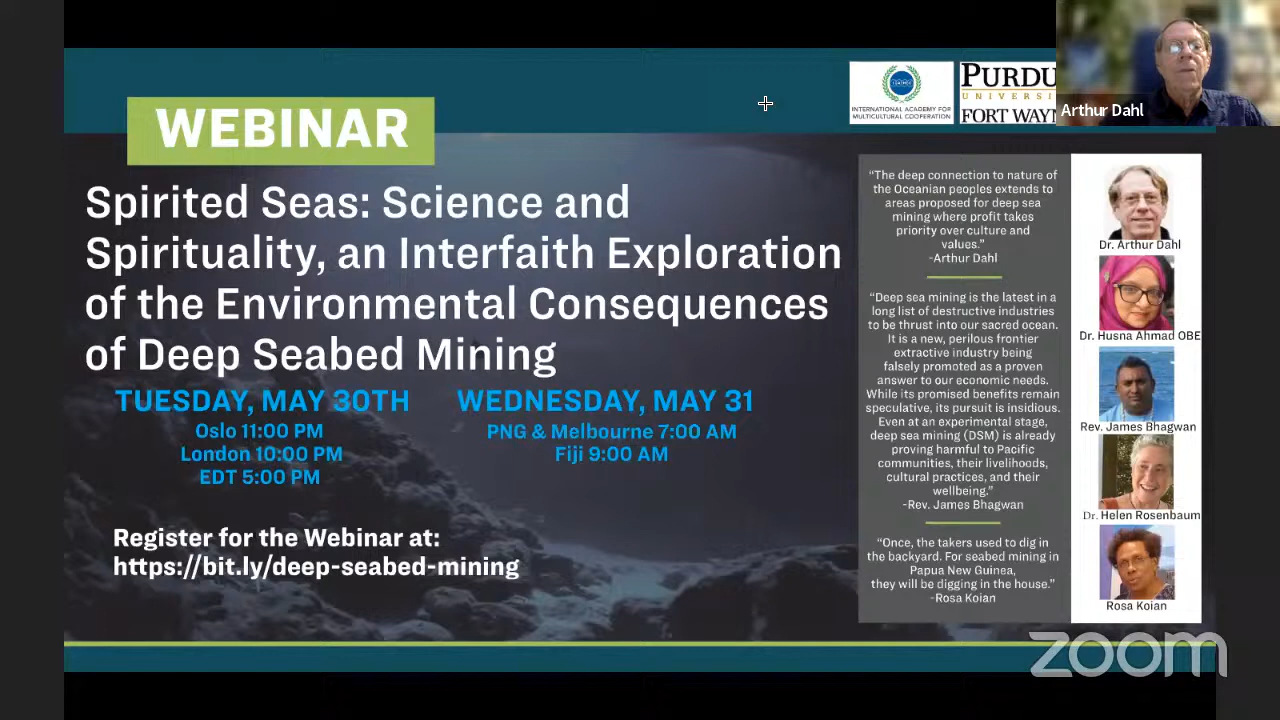 WEBINAR
Spirited Seas: Science and
Spirituality, an Interfaith Exploration
of the Environmental Consequences
of Deep Seabed Mining
TUESDAY, MAY 30TH
Oslo 11:00 PM
London 10:00 PM
EDT 5:00 PM
WEDNESDAY, MAY 31
PNG & Melbourne 7:00 AM
Fiji 9:00 AM
Register for the Webinar at:
https://bit.ly/deep-seabed-mining
INTERNATIONAL ACADEMY FOR
MULTICULTURAL COOPERATION
PURDU
UNIVERSI
FORT WAYN
Arthur Dahl
“The deep connection to nature of
the Oceanian peoples extends to
areas proposed for deep sea
mining where profit takes
priority over culture and
values.”
-Arthur Dahl
“Deep sea mining is the latest in a
long list of destructive industries
to be thrust into our sacred ocean.
It is a new, perilous frontier
extractive industry being
falsely promoted as a proven
answer to our economic needs.
While its promised benefits remain
speculative, its pursuit is insidious.
Even at an experimental stage,
deep sea mining (DSM) is already
proving harmful to Pacific
communities, their livelihoods,
cultural practices, and their
wellbeing.”
-Rev. James Bhagwan
“Once, the takers used to dig in
the backyard. For seabed mining in
Papua New Guinea,
they will be digging in the house.”
-Rosa Koian
Dr. Arthur Dahl
Dr. Husna Ahmad OBE
Rev. James Bhagwan
Dr. Helen Rosenbaum
Rosa Koian
zoom